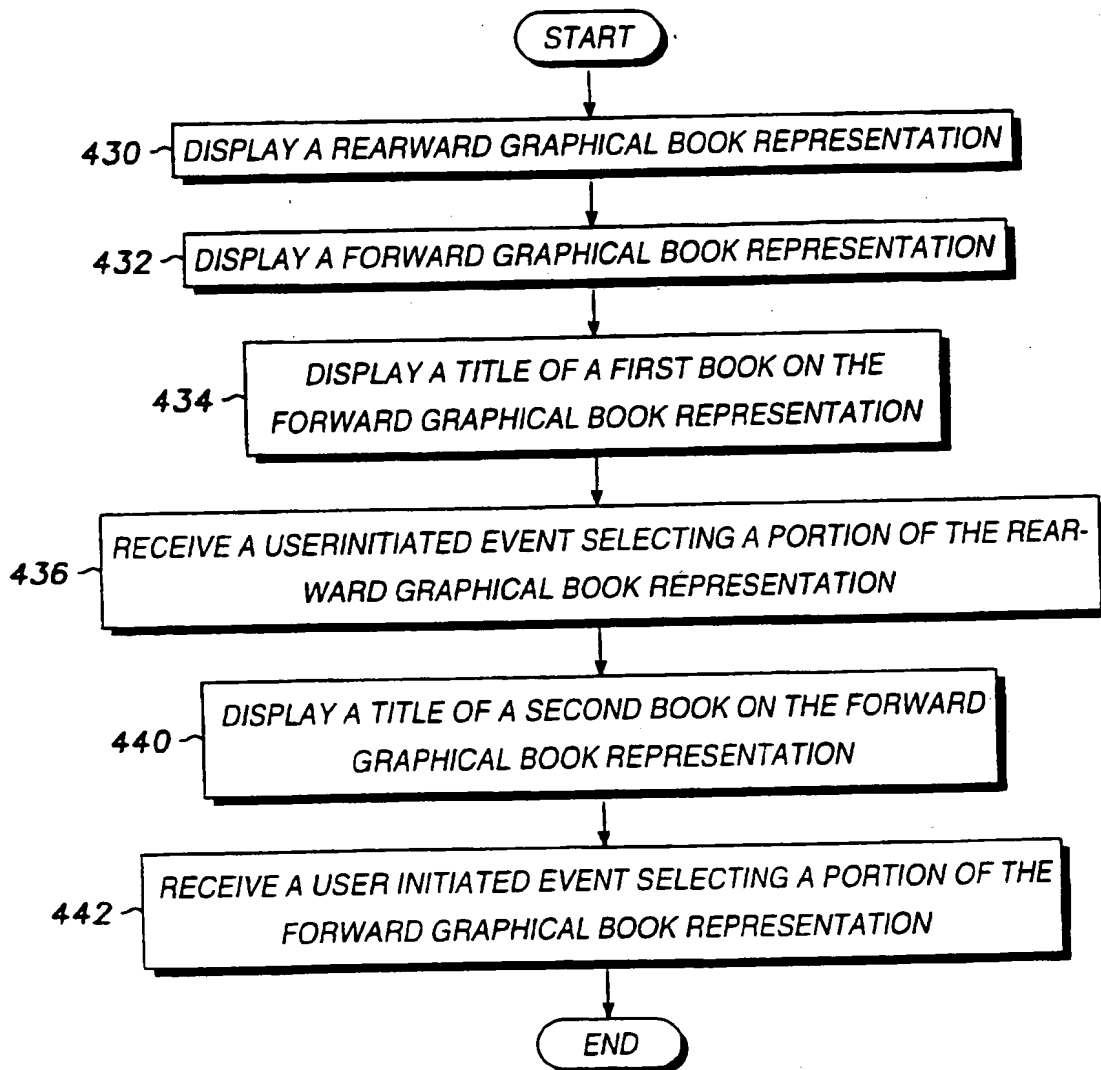 START
430 DISPLAY A REARWARD GRAPHICAL BOOK REPRESENTATION
432 DISPLAY A FORWARD GRAPHICAL BOOK REPRESENTATION
DISPLAY A TITLE OF A FIRST BOOK ON THE
434 FORWARD GRAPHICAL BOOK REPRESENTATION
RECEIVE A USERINITIATED EVENT SELECTING A PORTION OF THE REAR-
436 WARD GRAPHICAL BOOK REPRESENTATION
DISPLAY A TITLE OF A SECOND BOOK ON THE FORWARD
440 GRAPHICAL BOOK REPRESENTATION
RECEIVE A USER INITIATED EVENT SELECTING A PORTION OF THE
442 FORWARD GRAPHICAL BOOK REPRESENTATION
END